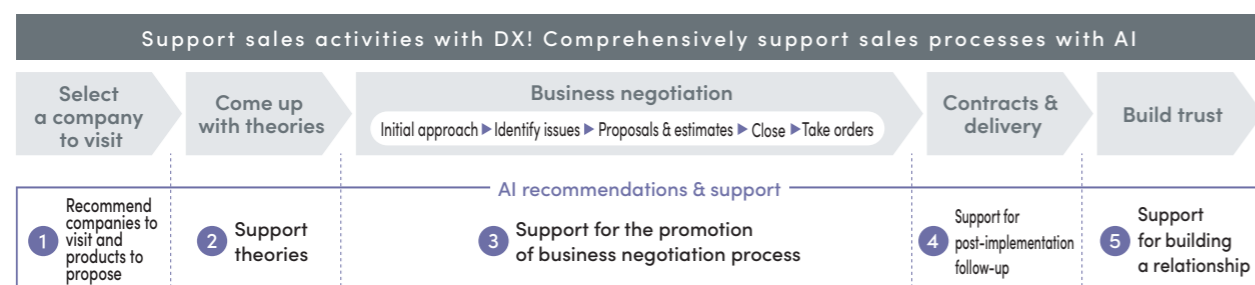 Support sales activities with DX! Comprehensively support sales processes with AI
Select
a company
to visit
Come up
with theories
Business negotiation
Initial approach ▶ Identify issues ▶ Proposals & estimates ▶ Close ▶ Take orders
Contracts &
delivery
Build trust
AI recommendations & support
1
Recommend
companies to
visit and
products to
propose
2
Support
theories
3
Support for the promotion
of business negotiation process
4
Support for
post-implementation
follow-up
5
Support
for building
a relationship